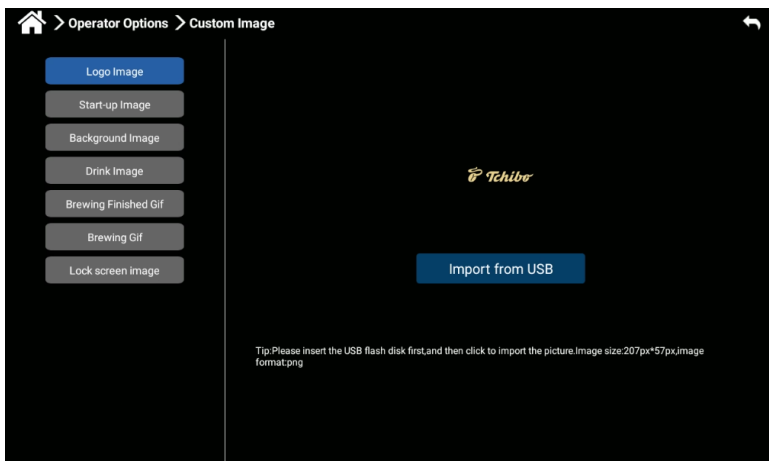 Operator Options > Custom Image
Logo Image
Start-up Image
Background Image
Drink Image
Brewing Finished Gif
Brewing Gif
Lock screen image
Tchibo
Import from USB
Tip:Please insert the USB flash disk first,and then click to import the picture.Image size:207px*57px,image
format:png